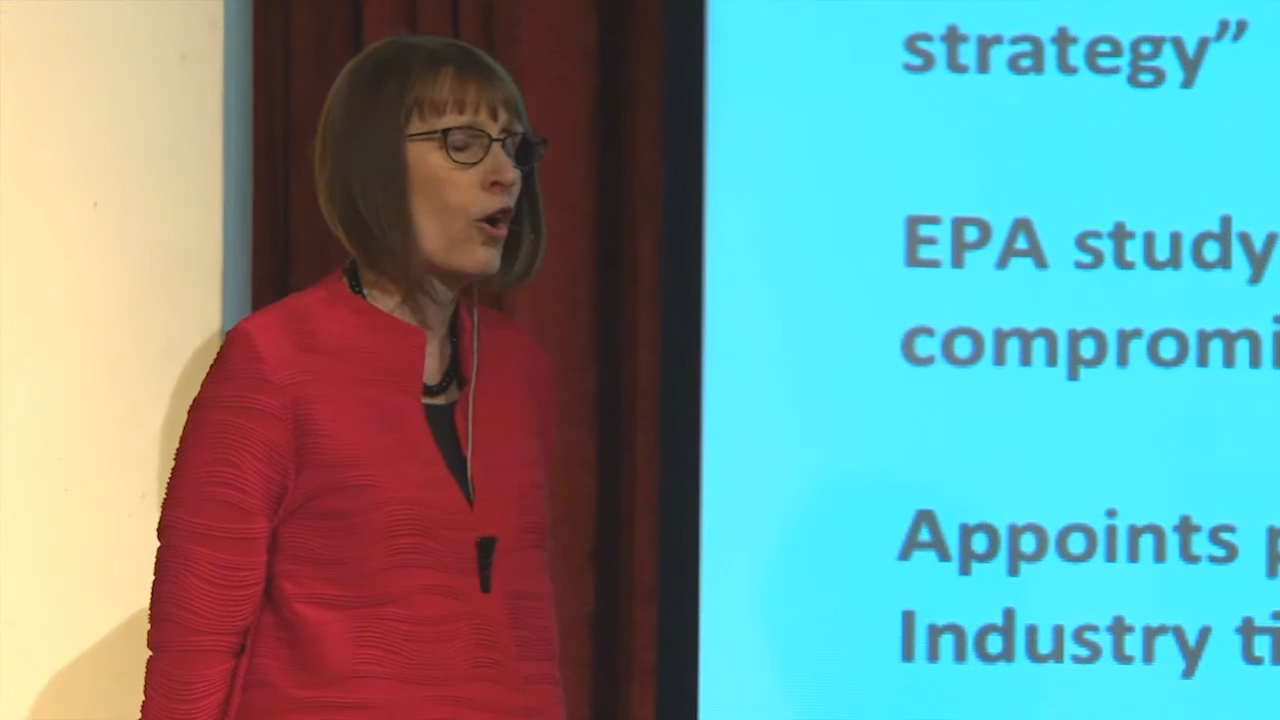 strategy”
EPA study
compromi
Appoints p
Industry ti